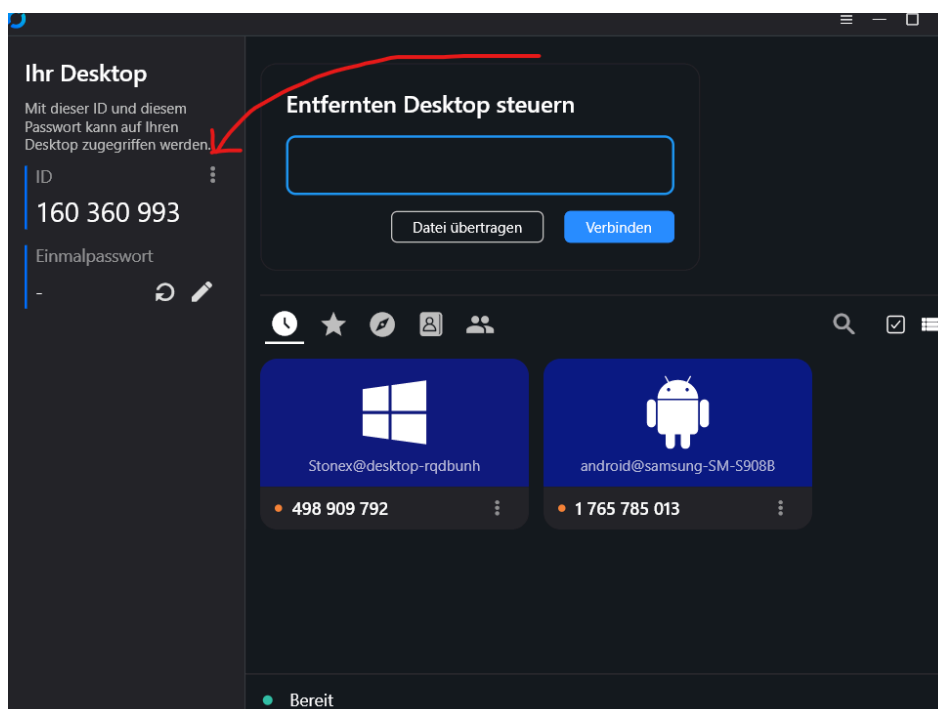 Ihr Desktop
Mit dieser ID und diesem
Passwort kann auf Ihren
Desktop zugegriffen werden.
ID
160 360 993
Einmalpasswort
-
Entfernten Desktop steuern
Datei übertragen
Verbinden
Stonex@desktop-rqdbunh
498 909 792
android@samsung-SM-S908B
1 765 785 013
Bereit